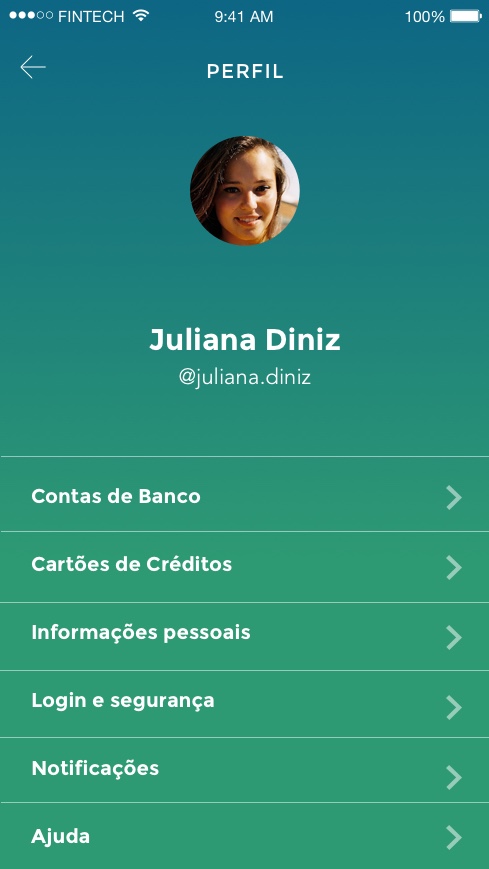 FINTECH 9:41 AM 100%
PERFIL
Juliana Diniz
@juliana.diniz
Contas de Banco
Cartões de Créditos
Informações pessoais
Login e segurança
Notificações
Ajuda